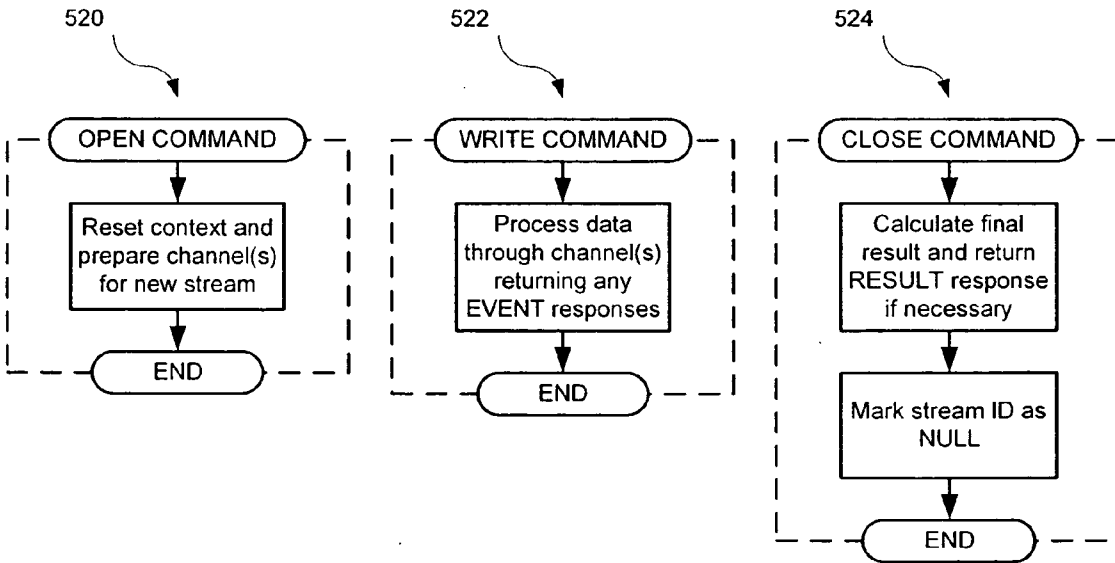 520
OPEN COMMAND
Reset context and
prepare channel(s)
for new stream
END
522
WRITE COMMAND
Process data
through channel(s)
returning any
EVENT responses
END
524
CLOSE COMMAND
Calculate final
result and return
RESULT response
if necessary
Mark stream ID as
NULL
END